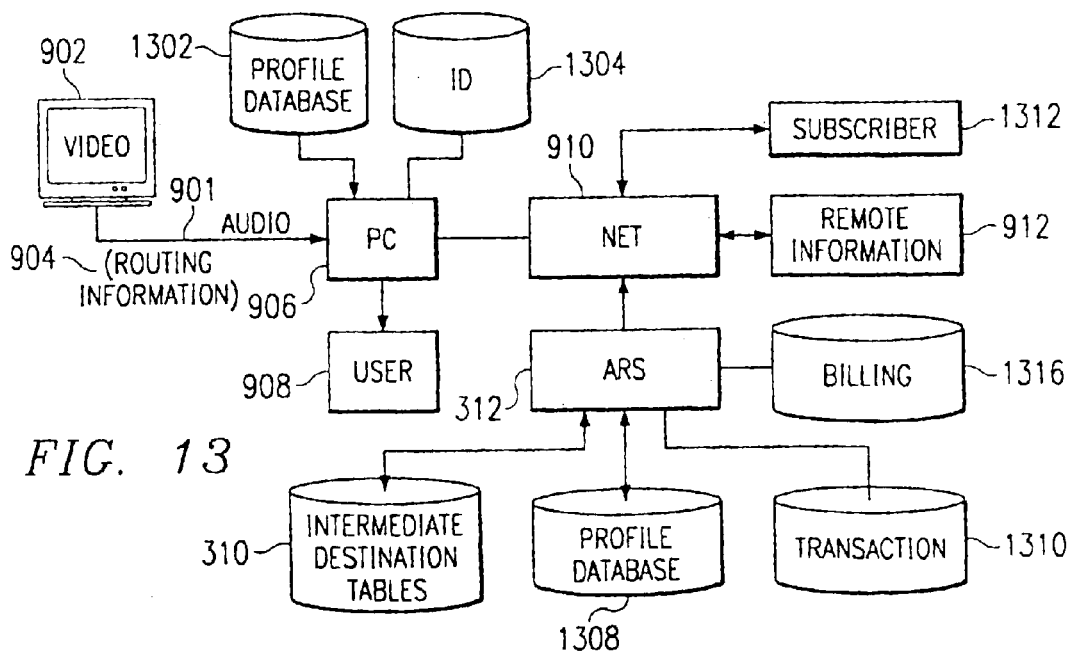 1302
902
PROFILE
DATABASE
ID
1304
VIDEO
910
SUBSCRIBER
1312
901
AUDIO
PC
NET
REMOTE
INFORMATION
912
904
(ROUTING
INFORMATION)
906
USER
908
ARS
312
BILLING
1316
FIG. 13
310
INTERMEDIATE
DESTINATION
TABLES
PROFILE
DATABASE
1308
TRANSACTION
1310